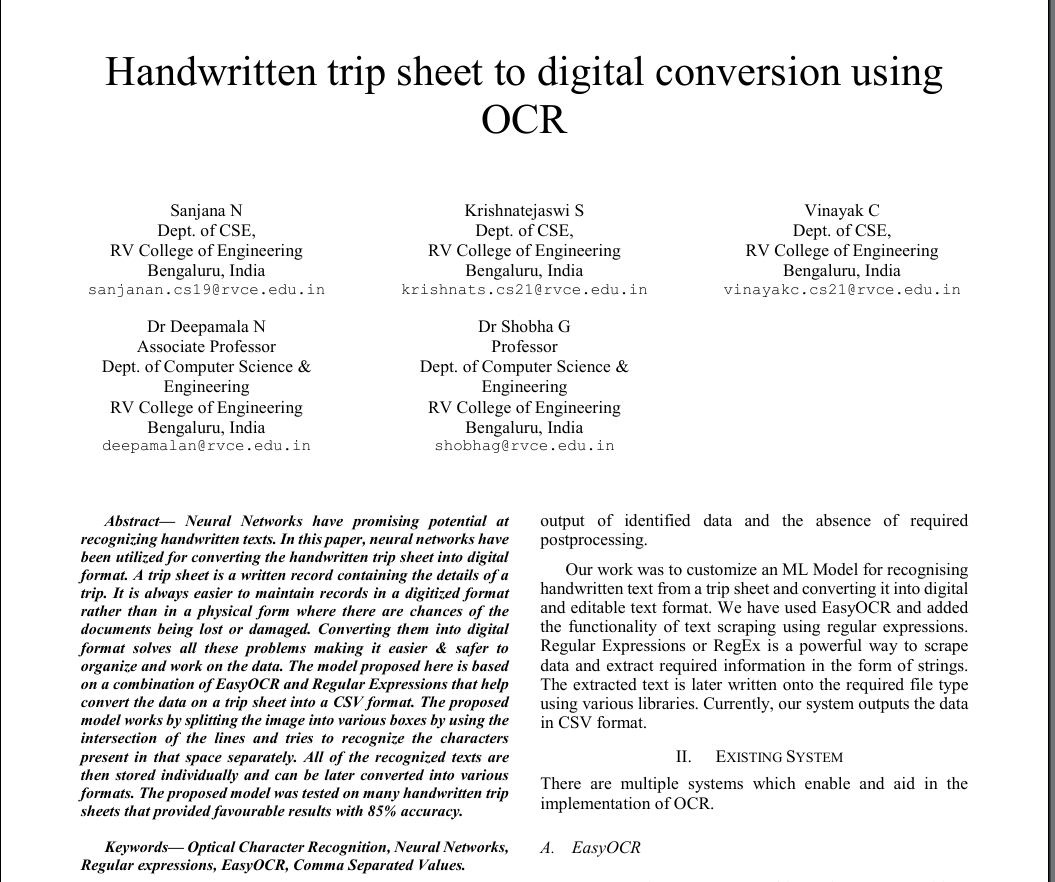 Handwritten trip sheet to digital conversion using
OCR
Sanjana N
Dept. of CSE,
RV College of Engineering
Bengaluru, India
sanjanan.cs19@rvce.edu.in
Krishnatejaswi S
Dept. of CSE,
RV College of Engineering
Bengaluru, India
krishnats.cs21@rvce.edu.in
Vinayak C
Dept. of CSE,
RV College of Engineering
Bengaluru, India
vinayakc.cs21@rvce.edu.in
Dr Deepamala N
Associate Professor
Dept. of Computer Science &
Engineering
RV College of Engineering
Bengaluru, India
deepamalan@rvce.edu.in
Dr Shobha G
Professor
Dept. of Computer Science &
Engineering
RV College of Engineering
Bengaluru, India
shobhag@rvce.edu.in
Abstract— Neural Networks have promising potential at
recognizing handwritten texts. In this paper, neural networks have
been utilized for converting the handwritten trip sheet into digital
format. A trip sheet is a written record containing the details of a
trip. It is always easier to maintain records in a digitized format
rather than in a physical form where there are chances of the
documents being lost or damaged. Converting them into digital
format solves all these problems making it easier & safer to
organize and work on the data. The model proposed here is based
on a combination of EasyOCR and Regular Expressions that help
convert the data on a trip sheet into a CSV format. The proposed
model works by splitting the image into various boxes by using the
intersection of the lines and tries to recognize the characters
present in that space separately. All of the recognized texts are
then stored individually and can be later converted into various
formats. The proposed model was tested on many handwritten trip
sheets that provided favourable results with 85% accuracy.
Keywords— Optical Character Recognition, Neural Networks,
Regular expressions, EasyOCR, Comma Separated Values.
output of identified data and the absence of required
postprocessing.
Our work was to customize an ML Model for recognising
handwritten text from a trip sheet and converting it into digital
and editable text format. We have used EasyOCR and added
the functionality of text scraping using regular expressions.
Regular Expressions or RegEx is a powerful way to scrape
data and extract required information in the form of strings.
The extracted text is later written onto the required file type
using various libraries. Currently, our system outputs the data
in CSV format.
II. EXISTING SYSTEM
There are multiple systems which enable and aid in the
implementation of OCR.
A. EasyOCR